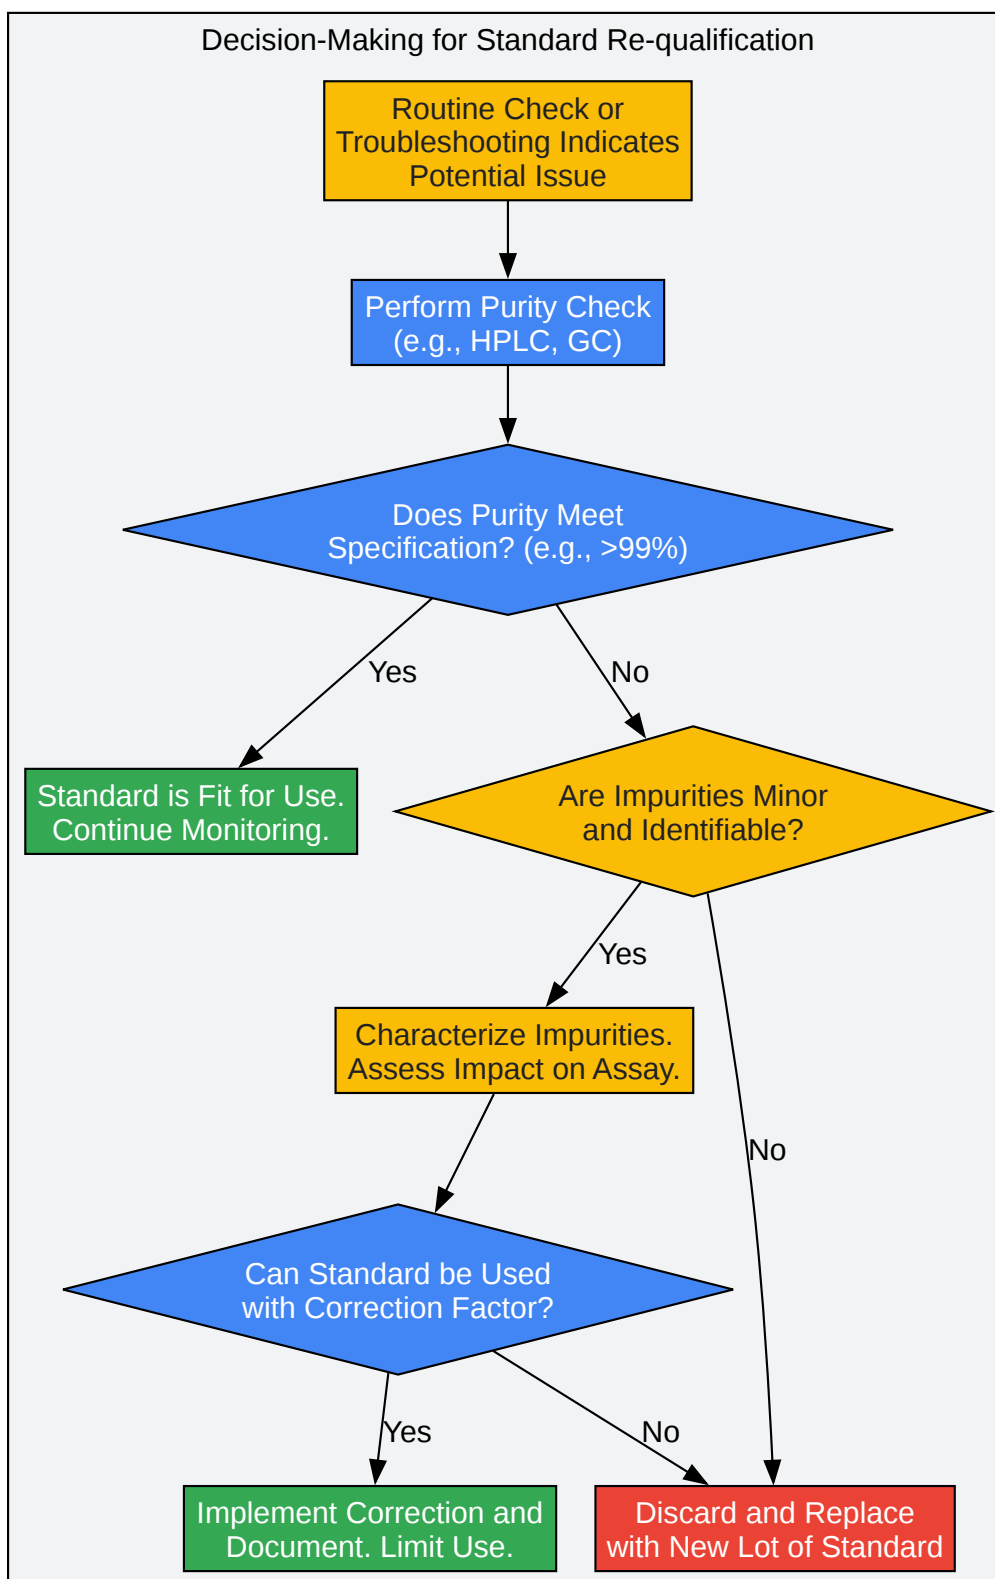 Decision-Making for Standard Re-qualification
Routine Check or
Troubleshooting Indicates
Potential Issue
Perform Purity Check
(e.g., HPLC, GC)
Does Purity Meet
Specification? (e.g., >99%)
Yes
No
Standard is Fit for Use.
Continue Monitoring.
Are Impurities Minor
and Identifiable?
Yes
Characterize Impurities.
Assess Impact on Assay.
No
Can Standard be Used
with Correction Factor?
Yes
No
Implement Correction and
Document. Limit Use.
Discard and Replace
with New Lot of Standard